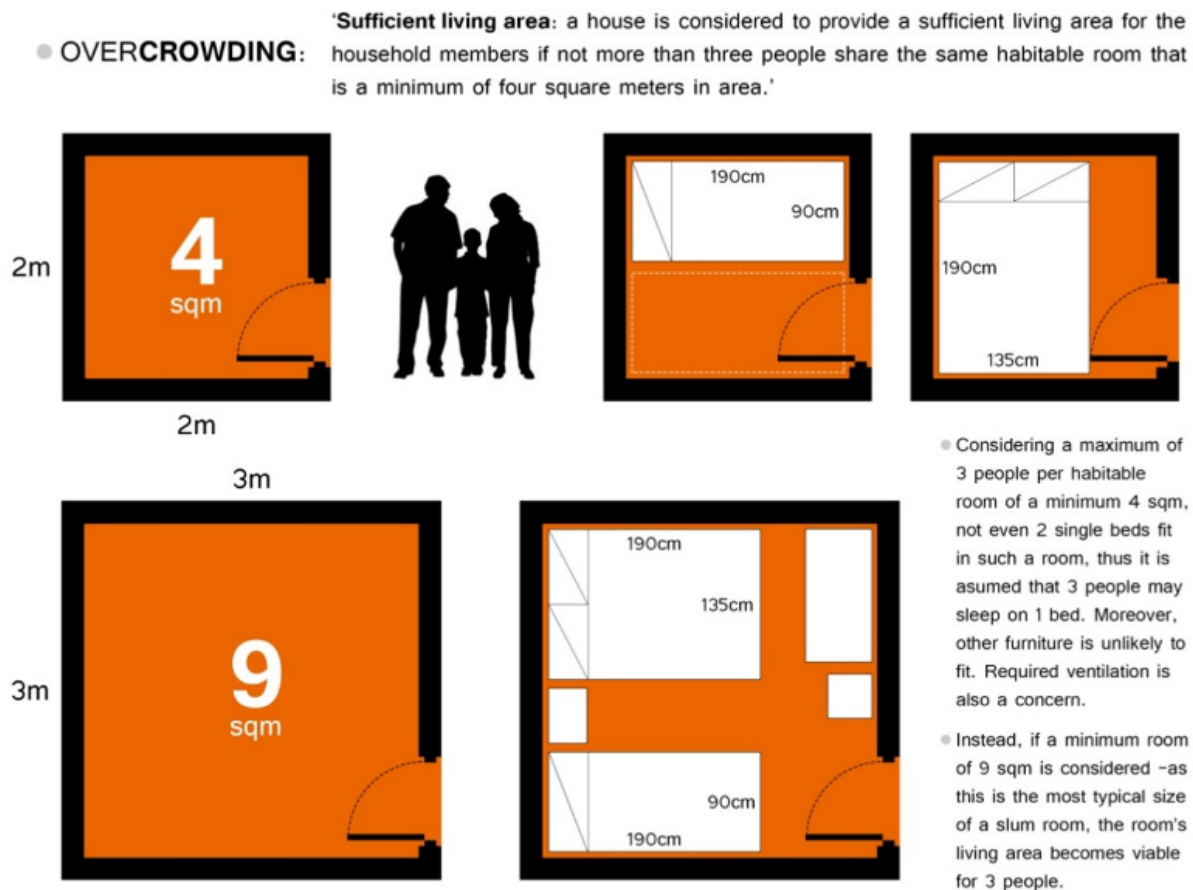 'Sufficient living area: a house is considered to provide a sufficient living area for the
OVERCROWDING: household members if not more than three people share the same habitable room that
is a minimum of four square meters in area.'
4
sqm
2m
2m
190cm
90cm
190cm
135cm
3m
9
sqm
3m
190cm
135cm
90cm
190cm
Considering a maximum of
3 people per habitable
room of a minimum 4 sqm,
not even 2 single beds fit
in such a room, thus it is
asumed that 3 people may
sleep on 1 bed. Moreover,
other furniture is unlikely to
fit. Required ventilation is
also a concern.
Instead, if a minimum room
of 9 sqm is considered –as
this is the most typical size
of a slum room, the room's
living area becomes viable
for 3 people.